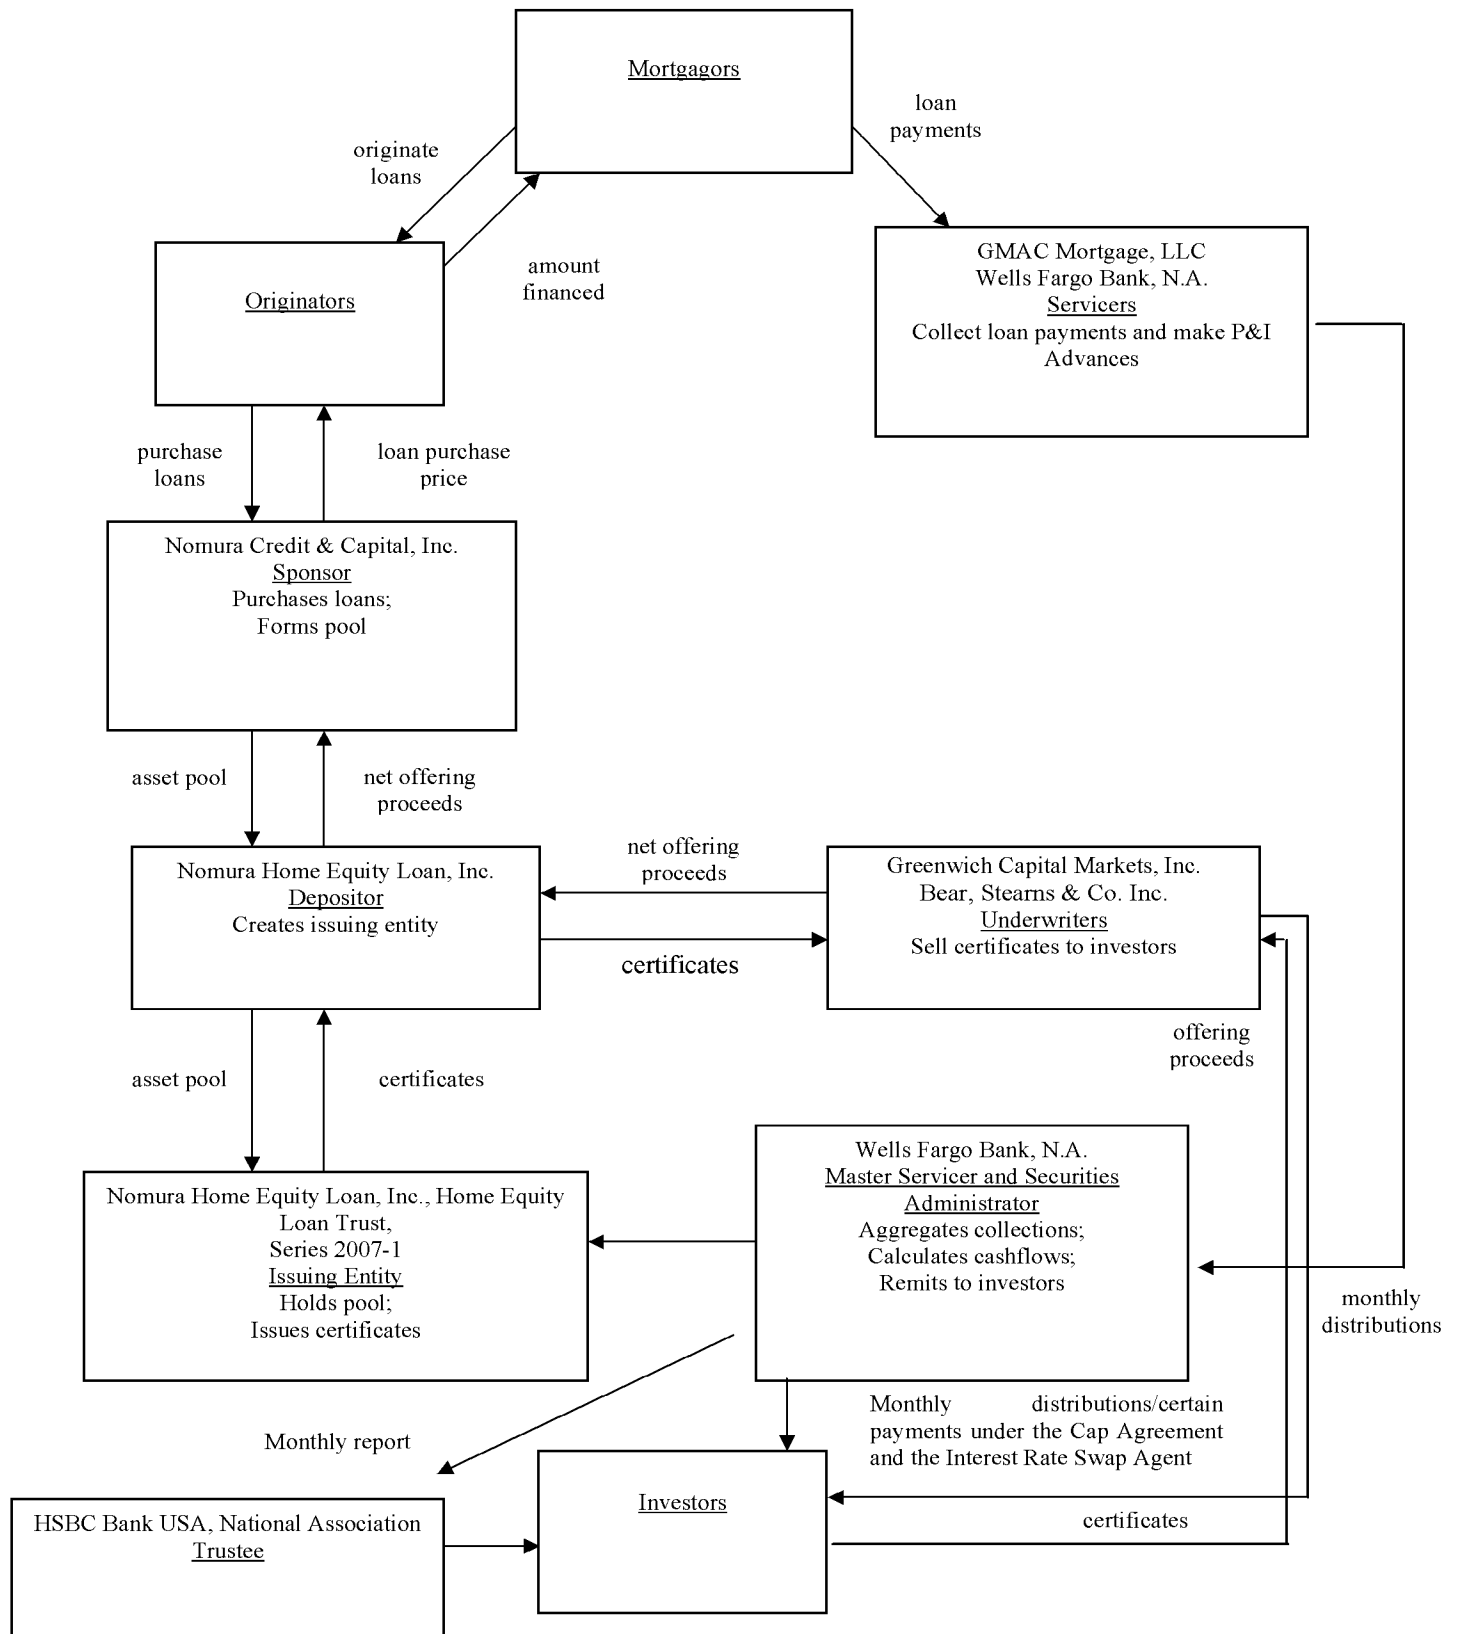 Mortgagors
loan
payments
originate
loans
amount
financed
Originators
GMAC Mortgage, LLC
Wells Fargo Bank, N.A.
Servicers
Collect loan payments and make P&I
Advances
purchase
loans
loan purchase
price
Nomura Credit & Capital, Inc.
Sponsor
Purchases loans;
Forms pool
asset pool
net offering
proceeds
Nomura Home Equity Loan, Inc.
Depositor
Creates issuing entity
net offering
proceeds
certificates
Greenwich Capital Markets, Inc.
Bear, Stearns & Co. Inc.
Underwriters
Sell certificates to investors
offering
proceeds
asset pool
certificates
Nomura Home Equity Loan, Inc., Home Equity
Loan Trust,
Series 2007-1
Issuing Entity
Holds pool;
Issues certificates
Wells Fargo Bank, N.A.
Master Servicer and Securities
Administrator
Aggregates collections;
Calculates cashflows;
Remits to investors
monthly
distributions
Monthly distributions/certain
payments under the Cap Agreement
and the Interest Rate Swap Agent
Monthly report
Investors
certificates
HSBC Bank USA, National Association
Trustee